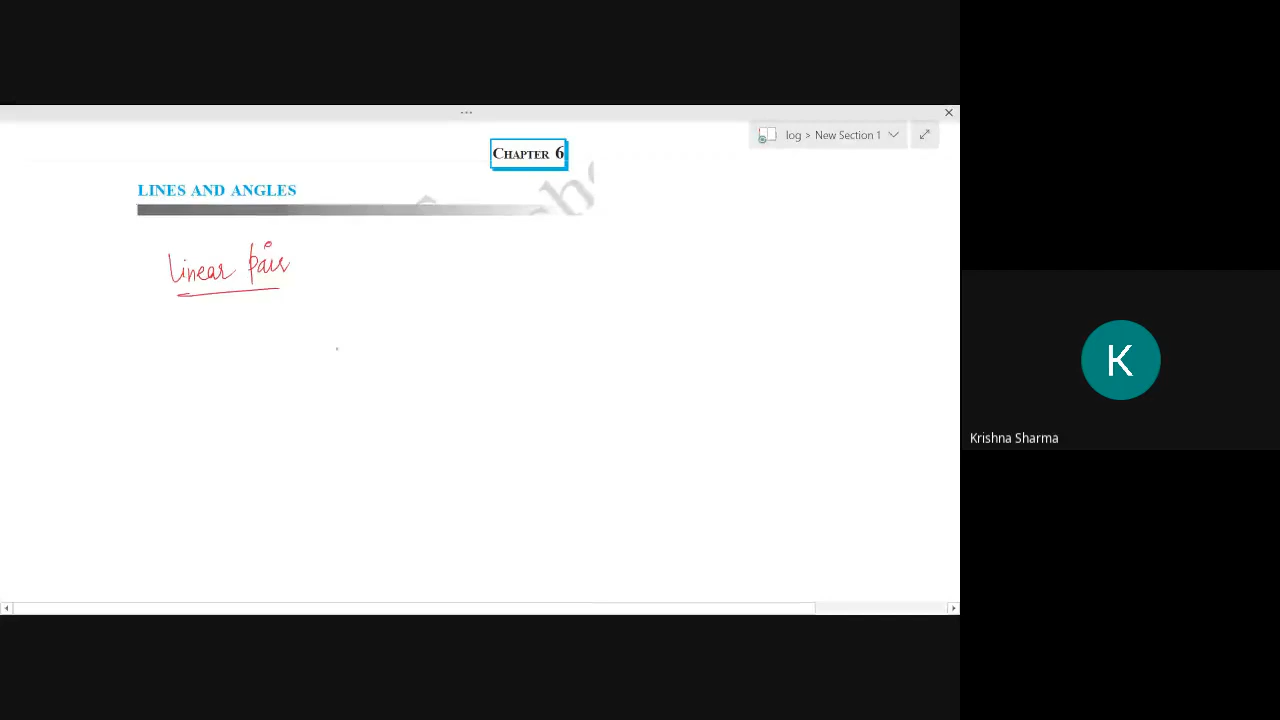 CHAPTER 6
log > New Section 1
LINES AND ANGLES
Linear pair
K
Krishna Sharma